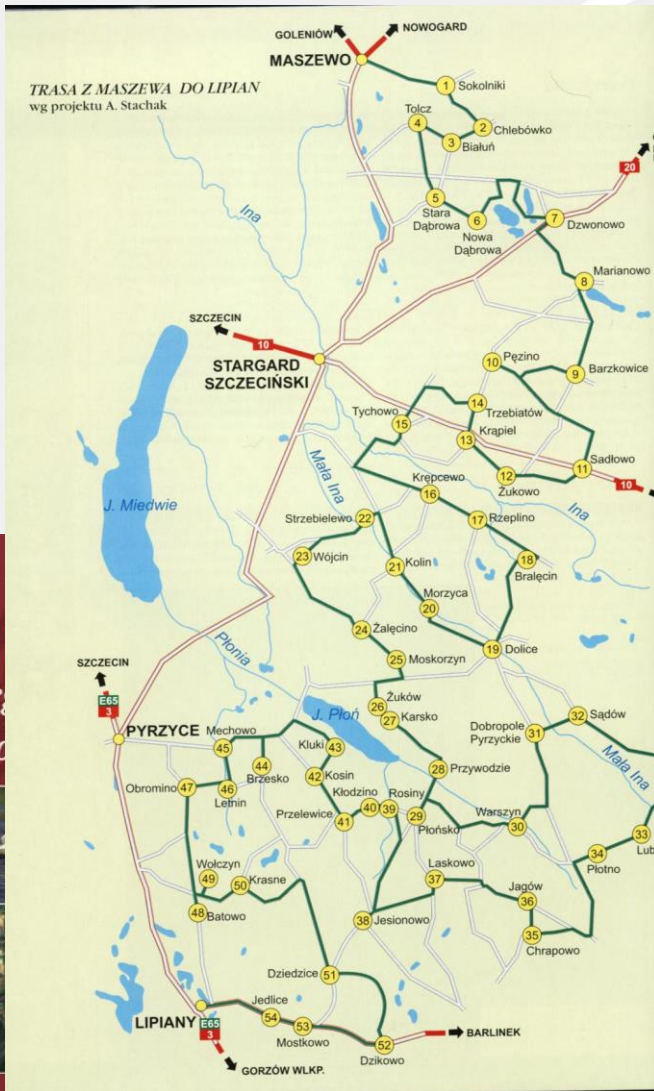 GOLENIÓW
NOWOGARD
MASZEWO
TRASA Z MASZEWA DO LIPIAN
wg projektu A. Stachak
1 Sokolniki
Tolcz
4
2 Chlebówko
3
Białuń
20
Ina
5
Stara
Dąbrowa
6
Nowa
Dąbrowa
7 Dzwonowo
Marianowo
8
SZCZECIN
10
STARGARD
SZCZECIŃSKI
10 Pęzino
9 Barzkowice
14
Trzebiatów
Tychowo
15
13 Krąpiel
11 Sadłowo
12
Żukowo
10
Mała Ina
Ina
Krępcewo
16
J. Miedwie
Strzebielewo 22
17 Rzeplino
23 Wójcin
18
Bralęcin
21 Kolin
Morzyca
20
24
Żalęcino
19 Dolice
Płonia
25 Moskorzyn
SZCZECIN
E65
3
PYRZYCE
J. Płoń
Żuków
26
27 Karsko
32 Sądów
Dobropole
Pyrzyckie
31
Mała Ina
Mechowo
45
Kluki 43
44
Brzesko
42 Kosin
28 Przywodzie
Obromino 47
46
Letnin
Kłodzino
40 39
Rosiny
Przelewice
41
29
Płońsko
Warszyn
30
33
Lub
34
Płotno
Wołczyn
49
50 Krasne
Laskowo
37
Jagów
36
48
Batowo
38 Jesionowo
35
Chrapowo
Dziedzice 51
LIPIANY
E65
3
Jedlice
54
53
Mostkowo
52
Dzikowo
BARLINEK
GORZÓW WLKP.